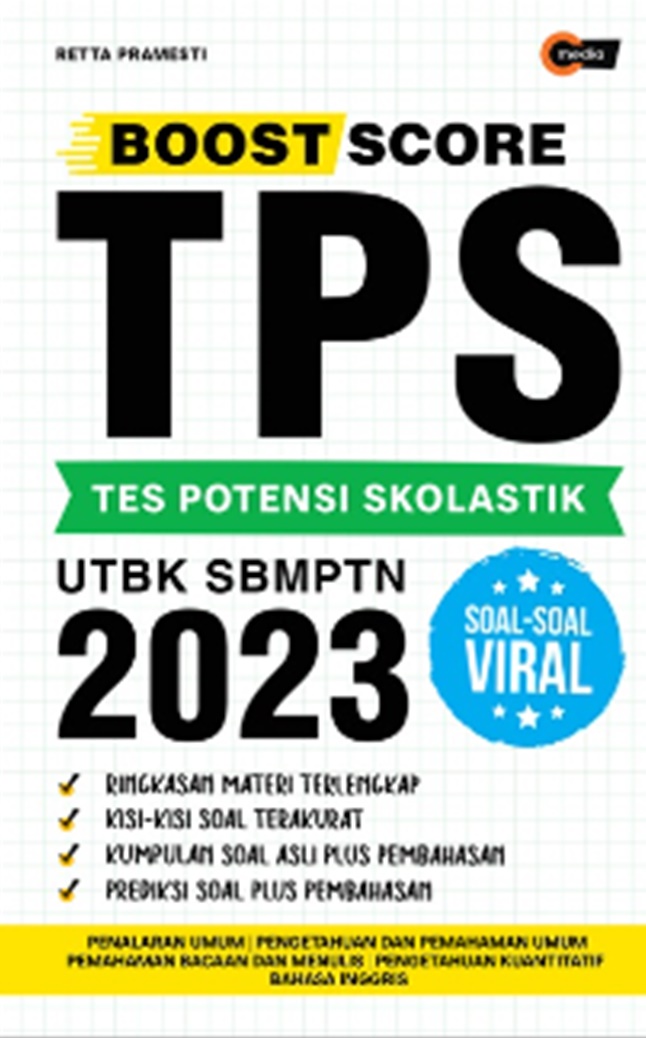 RETTA PRAMESTI
media
BOOST SCORE
TPS
TES POTENSI SKOLASTIK
UTBK SBMPTN
2023
SOAL-SOAL
VIRAL
RINGKASAN MATERI TERLENGKAP
KISI-KISI SOAL TERAKURAT
KUMPULAN SOAL ASLI PLUS PEMBAHASAN
PREDIKSI SOAL PLUS PEMBAHASAN
PENALARAN UMUM | PENGETAHUAN DAN PEMAHAMAN UMUM
PEMAHAMAN BACAAN DAN MENULIS | PENGETAHUAN KUANTITATIF
BAHASA INGGRIS